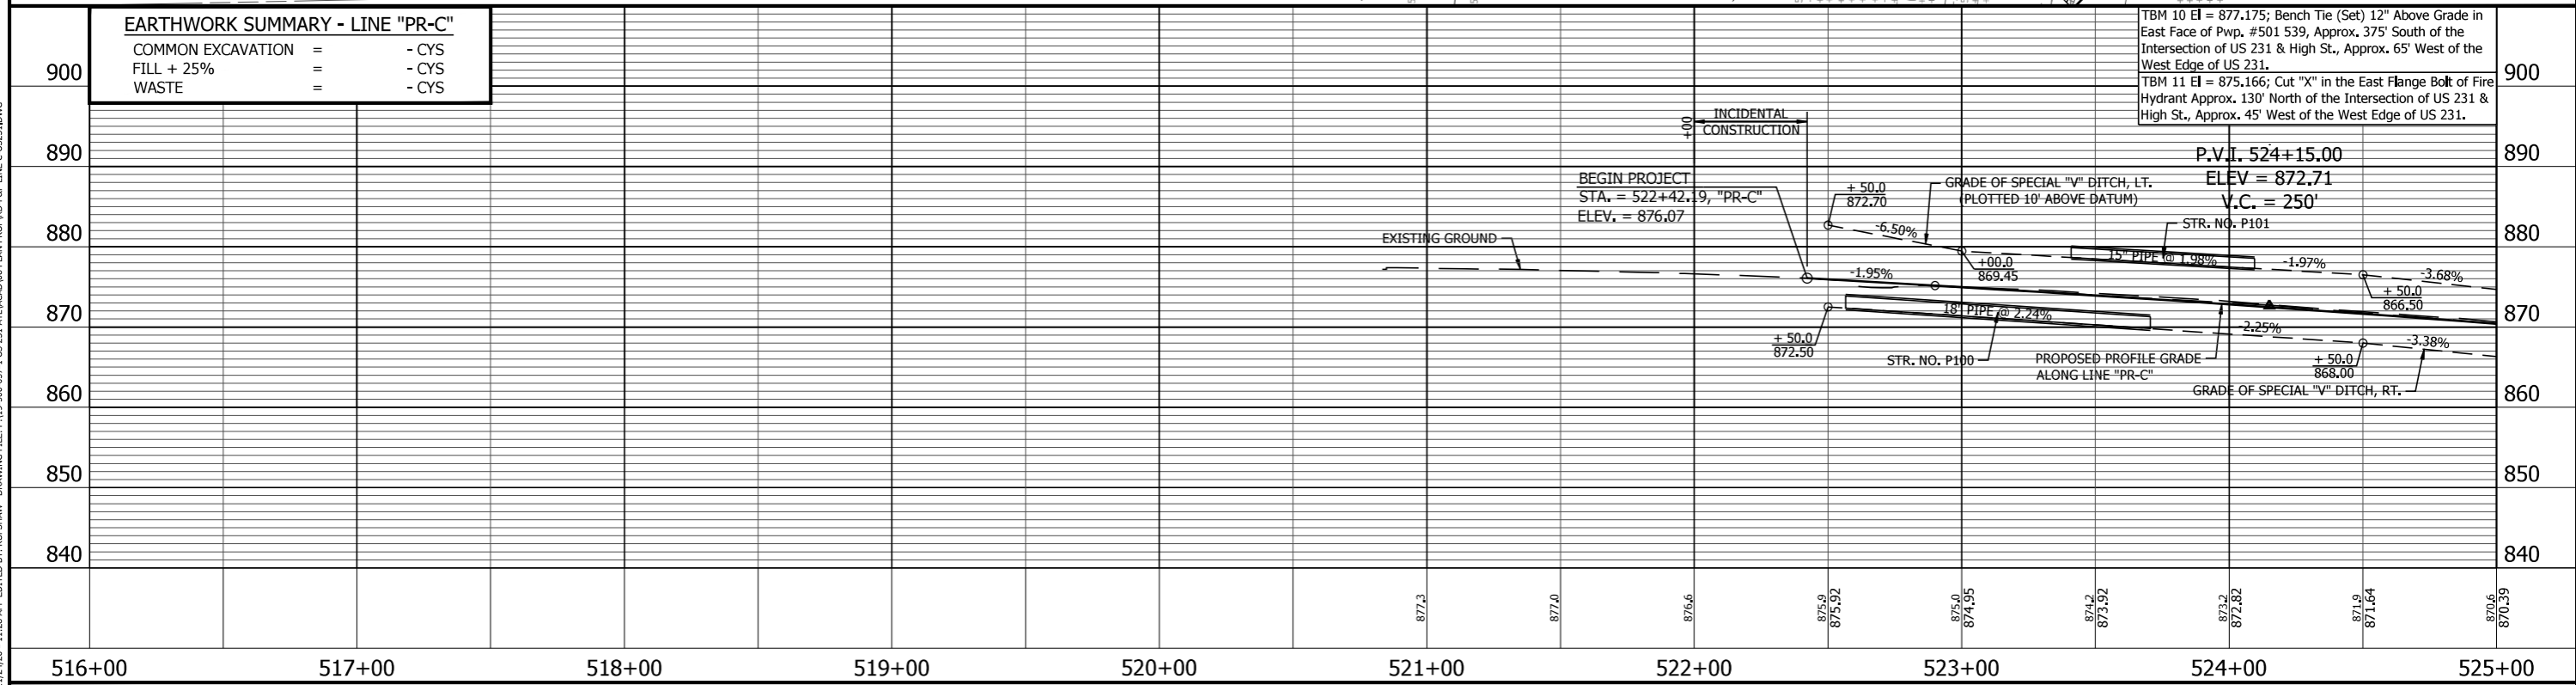 EARTHWORK SUMMARY - LINE "PR-C"
COMMON EXCAVATION = - CYS
FILL + 25% = - CYS
WASTE = - CYS
TBM 10 El = 877.175; Bench Tie (Set) 12" Above Grade in
East Face of Pwp. #501 539, Approx. 375' South of the
Intersection of US 231 & High St., Approx. 65' West of the
West Edge of US 231.
TBM 11 El = 875.166; Cut "X" in the East Flange Bolt of Fire
Hydrant Approx. 130' North of the Intersection of US 231 &
High St., Approx. 45' West of the West Edge of US 231.
900
900
890
890
880
880
870
870
860
860
850
850
840
840
+00
INCIDENTAL
CONSTRUCTION
BEGIN PROJECT
STA. = 522+42.19, "PR-C"
ELEV. = 876.07
EXISTING GROUND
+ 50.0
872.70
GRADE OF SPECIAL "V" DITCH, LT.
(PLOTTED 10' ABOVE DATUM)
P.V.I. 524+15.00
ELEV = 872.71
V.C. = 250'
STR. NO. P101
-6.50%
+00.0
869.45
15" PIPE @ 1.98%
-1.97%
-3.68%
+ 50.0
866.50
-1.95%
18" PIPE @ 2.24%
-2.25%
-3.38%
+ 50.0
872.50
STR. NO. P100
PROPOSED PROFILE GRADE
ALONG LINE "PR-C"
+ 50.0
868.00
GRADE OF SPECIAL "V" DITCH, RT.
877.3
877.0
876.6
875.9
875.92
875.0
874.95
874.2
873.92
873.2
872.82
871.9
871.64
870.6
870.39
516+00
517+00
518+00
519+00
520+00
521+00
522+00
523+00
524+00
525+00